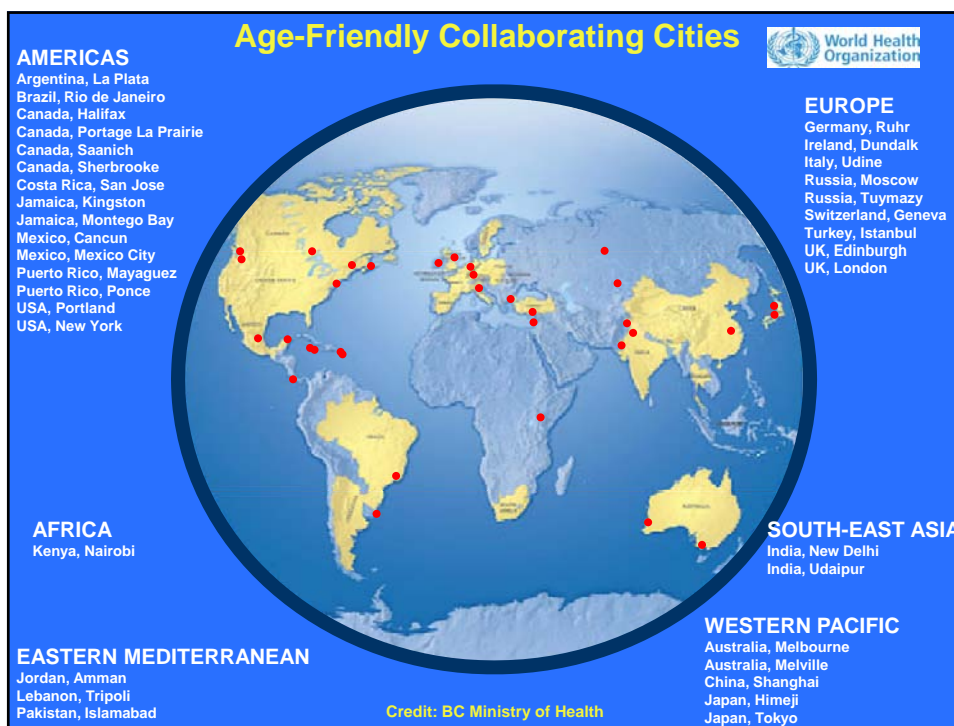 Age-Friendly Collaborating Cities
World Health
Organization
AMERICAS
Argentina, La Plata
Brazil, Rio de Janeiro
Canada, Halifax
Canada, Portage La Prairie
Canada, Saanich
Canada, Sherbrooke
Costa Rica, San Jose
Jamaica, Kingston
Jamaica, Montego Bay
Mexico, Cancun
Mexico, Mexico City
Puerto Rico, Mayaguez
Puerto Rico, Ponce
USA, Portland
USA, New York
EUROPE
Germany, Ruhr
Ireland, Dundalk
Italy, Udine
Russia, Moscow
Russia, Tuymazy
Switzerland, Geneva
Turkey, Istanbul
UK, Edinburgh
UK, London
AFRICA
Kenya, Nairobi
SOUTH-EAST ASIA
India, New Delhi
India, Udaipur
EASTERN MEDITERRANEAN
Jordan, Amman
Lebanon, Tripoli
Pakistan, Islamabad
WESTERN PACIFIC
Australia, Melbourne
Australia, Melville
China, Shanghai
Japan, Himeji
Japan, Tokyo
Credit: BC Ministry of Health